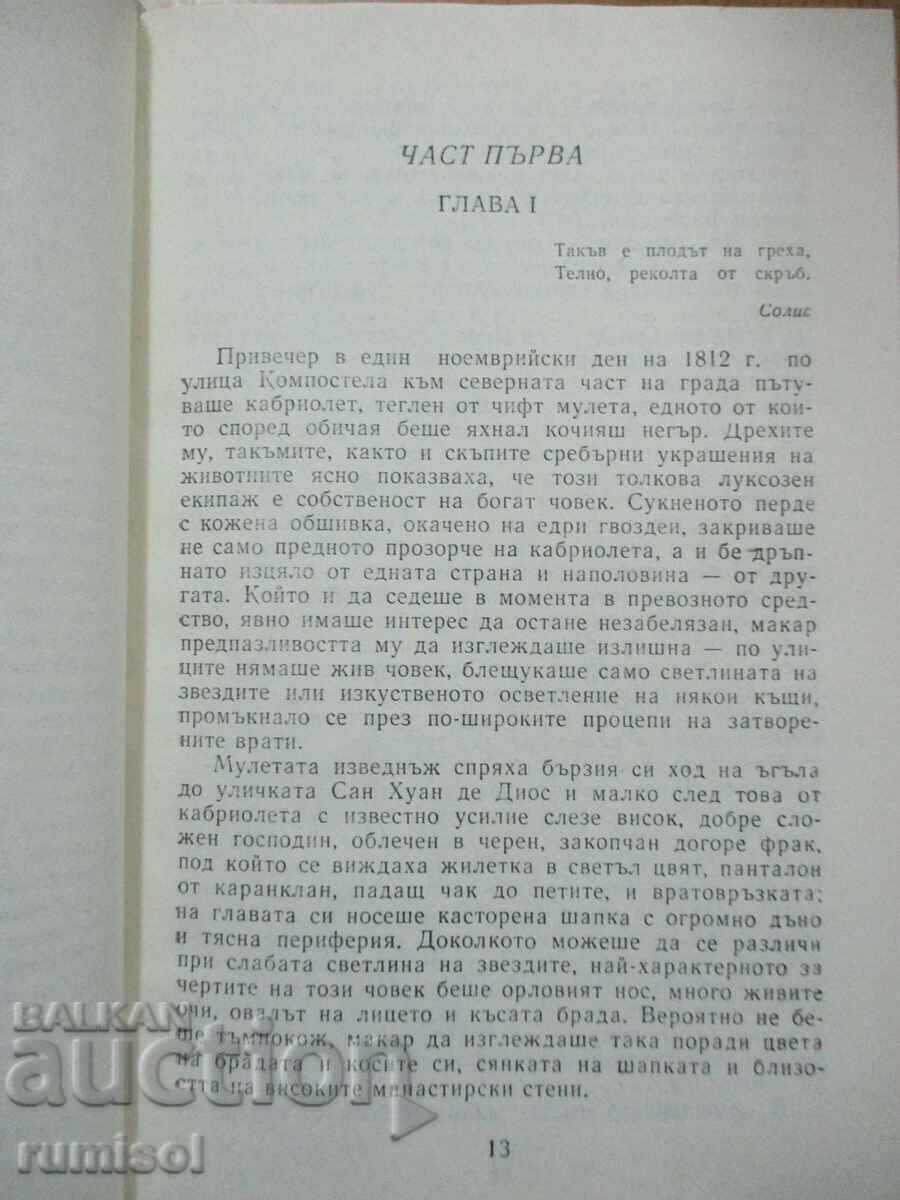 ЧАСТ ПЪРВА
ГЛАВА I
Такъв е плодът на греха,
Телно, реколта от скръб.
Солис
Привечер в един ноемврийски ден на 1812 г. по
улица Компостела към северната част на града пъту-
ваше кабриолет, теглен от чифт мулета, едното от кои-
то според обичая беше яхнал кочияш негър. Дрехите
му, такъмите, както и скъпите сребърни украшения на
животните ясно показваха, че този толкова луксозен
екипаж е собственост на богат човек. Сукненото перде
с кожена обшивка, окачено на едри гвоздеи, закриваше
не само предното прозорче на кабриолета, а и бе дръп-
нато изцяло от едната страна и наполовина — от дру-
гата. Който и да седеше в момента в превозното сред-
ство, явно имаше интерес да остане незабелязан, макар
предпазливостта му да изглеждаше излишна — по ули-
ците нямаше жив човек, блещукаше само светлината на
звездите или изкуственото осветление на някои къщи,
промъкнало се през по-широките процепи на затворе-
ните врати.
Мулетата изведнъж спряха бързия си ход на ъгъла
до уличката Сан Хуан де Диос и малко след това от
кабриолета с известно усилие слезе висок, добре сло-
жен господин, облечен в черен, закопчан догоре фрак,
под който се виждаха жилетка в светъл цвят, панталон
от каранклан, падащ чак до петите, и вратовръзката;
на главата си носеше касторена шапка с огромно дъно
и тясна периферия. Доколкото можеше да се различи
при слабата светлина на звездите, най-характерното за
чертите на този човек беше орловият нос, много живите
очи, овалът на лицето и късата брада. Вероятно не бе-
ше тъмнокож, макар да изглеждаше така поради цвета
на брадата и косите си, сянката на шапката и близо-
стта на високите манастирски стени.
13
BALKAN
auction
rumisol